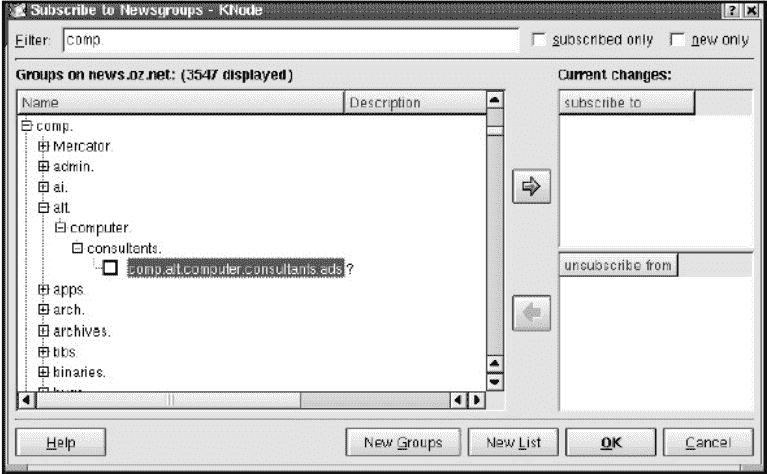 Subscribe to Newsgroups - KNode
Filter: comp. subscribed only new only
Groups on news.oz.net: (3547 displayed) Current changes:
Name Description subscribe to
comp.
Mercator.
admin.
ai.
alt.
computer.
consultants.
comp.alt.computer.consultants.ads ?
unsubscribe from
apps.
arch.
archives.
bbs.
binaries.
Help New Groups New List OK Cancel